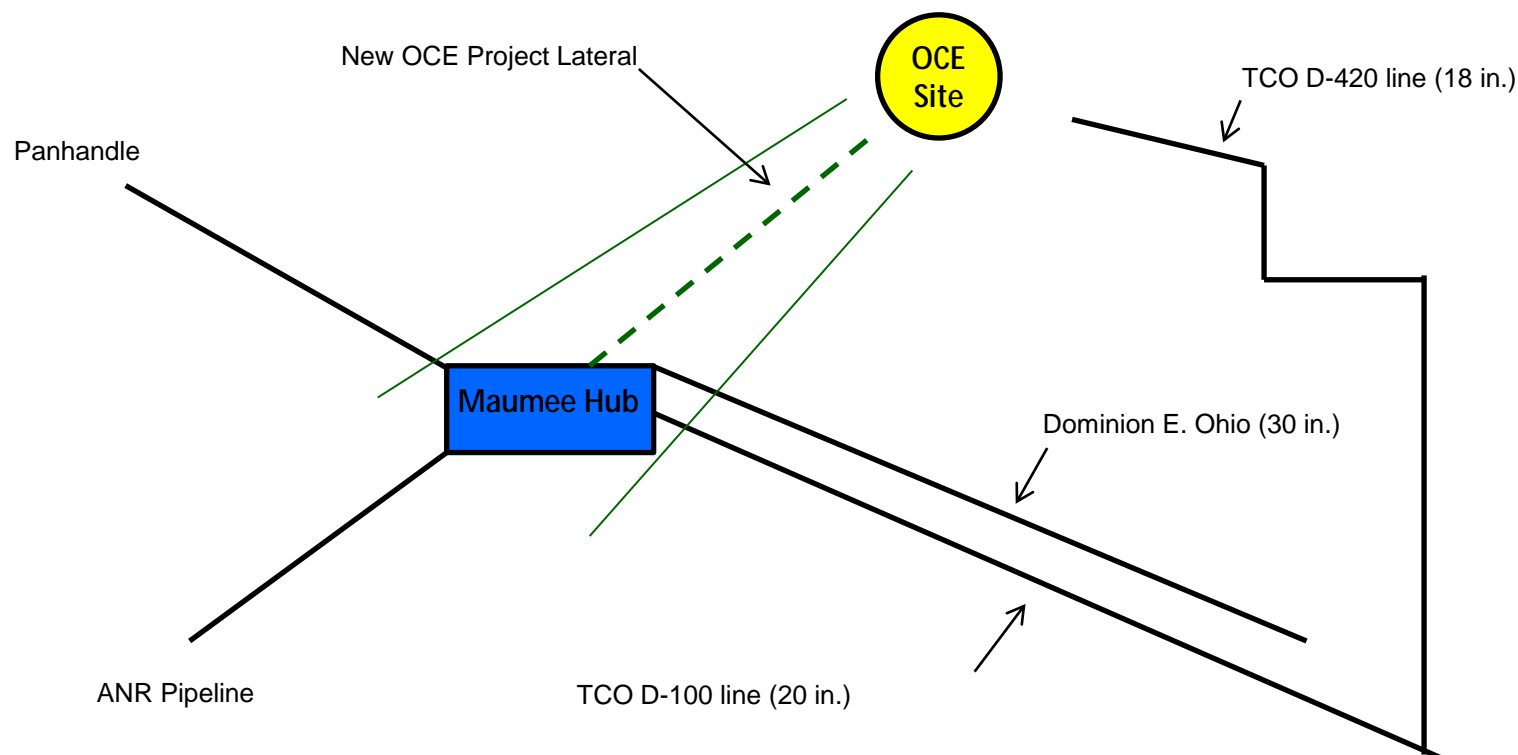 New OCE Project Lateral
OCE
Site
TCO D-420 line (18 in.)
Panhandle
Maumee Hub
Dominion E. Ohio (30 in.)
ANR Pipeline
TCO D-100 line (20 in.)